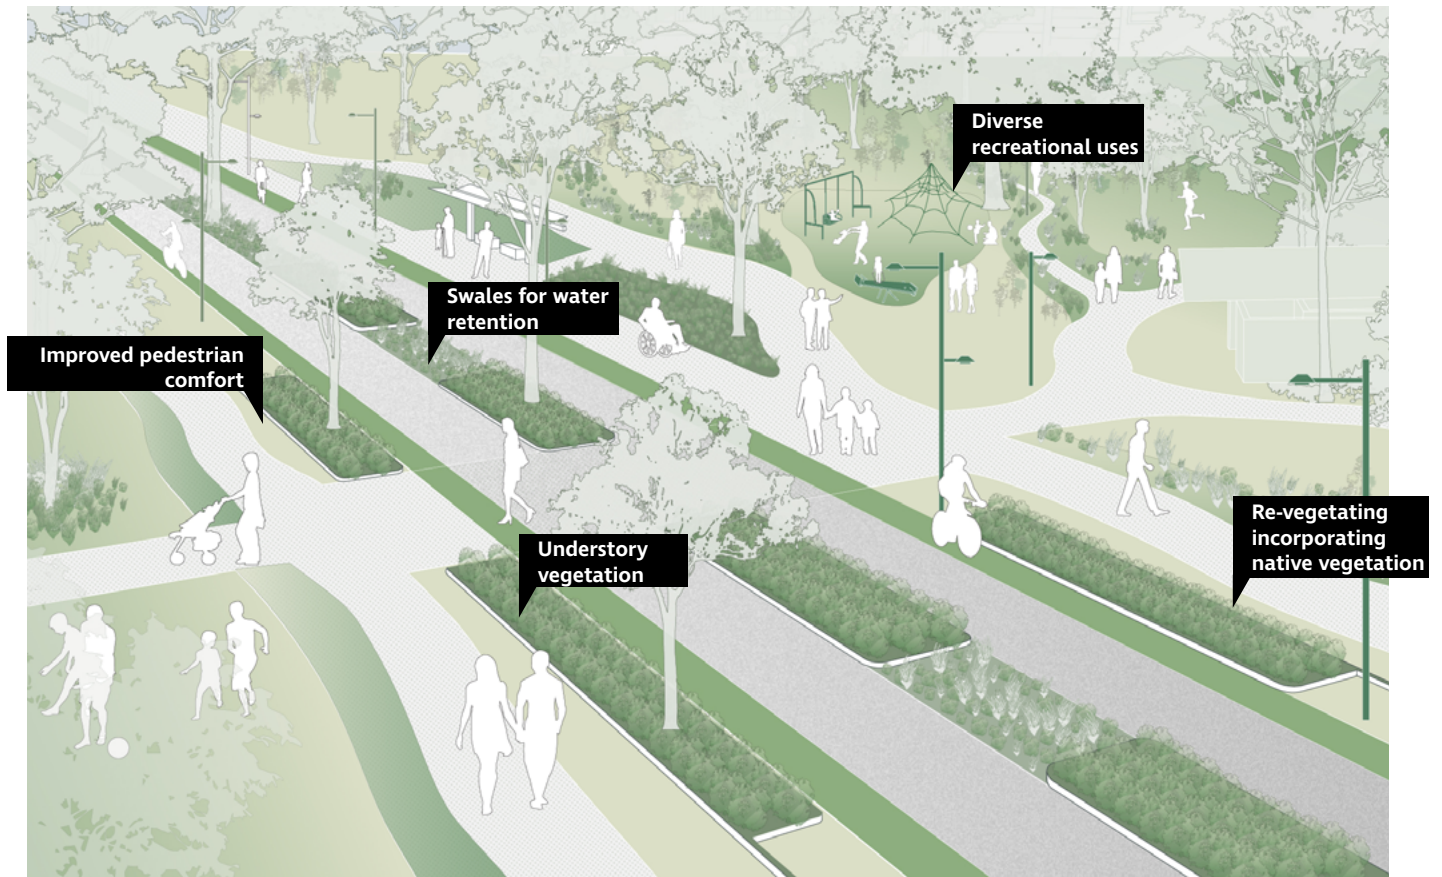 Diverse
recreational uses
Swales for water
retention
Improved pedestrian
comfort
Understory
vegetation
Re-vegetating
incorporating
native vegetation